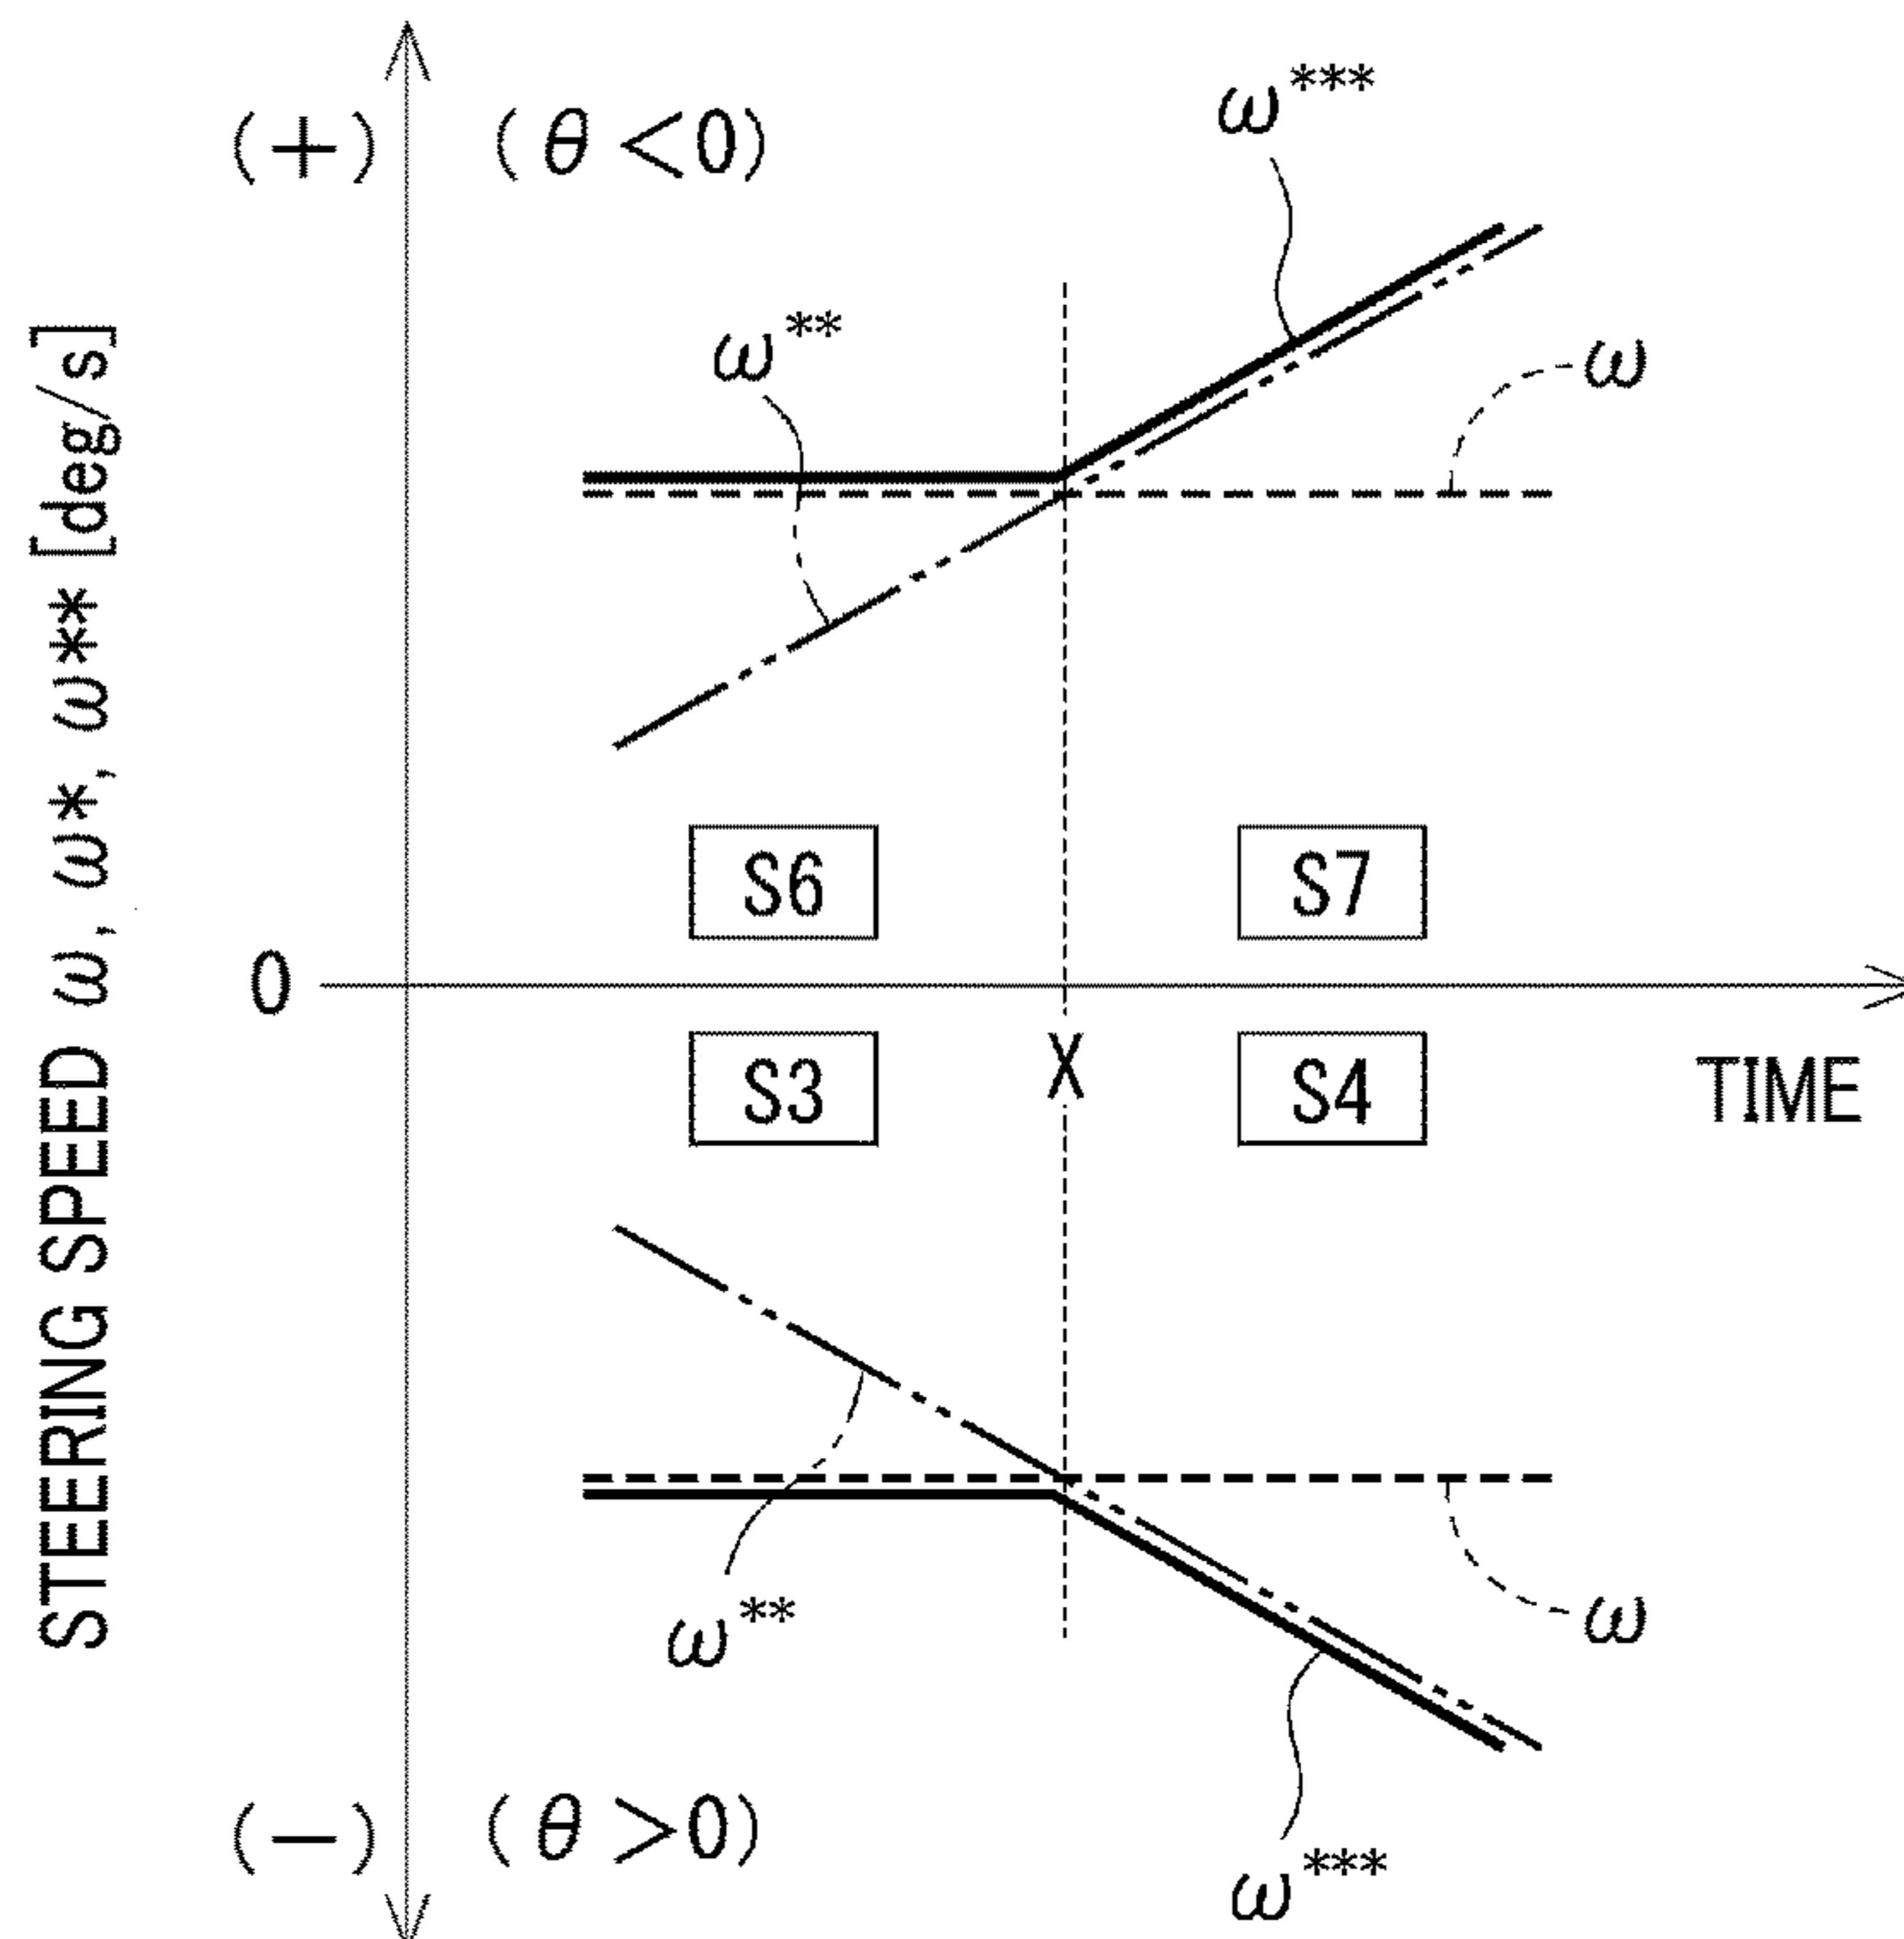 (+)
(θ<0)
ω***
ω**
ω
STEERING SPEED ω, ω*, ω** [deg/s]
S6
S7
0
S3
X
S4
TIME
ω**
ω
(−)
(θ>0)
ω***